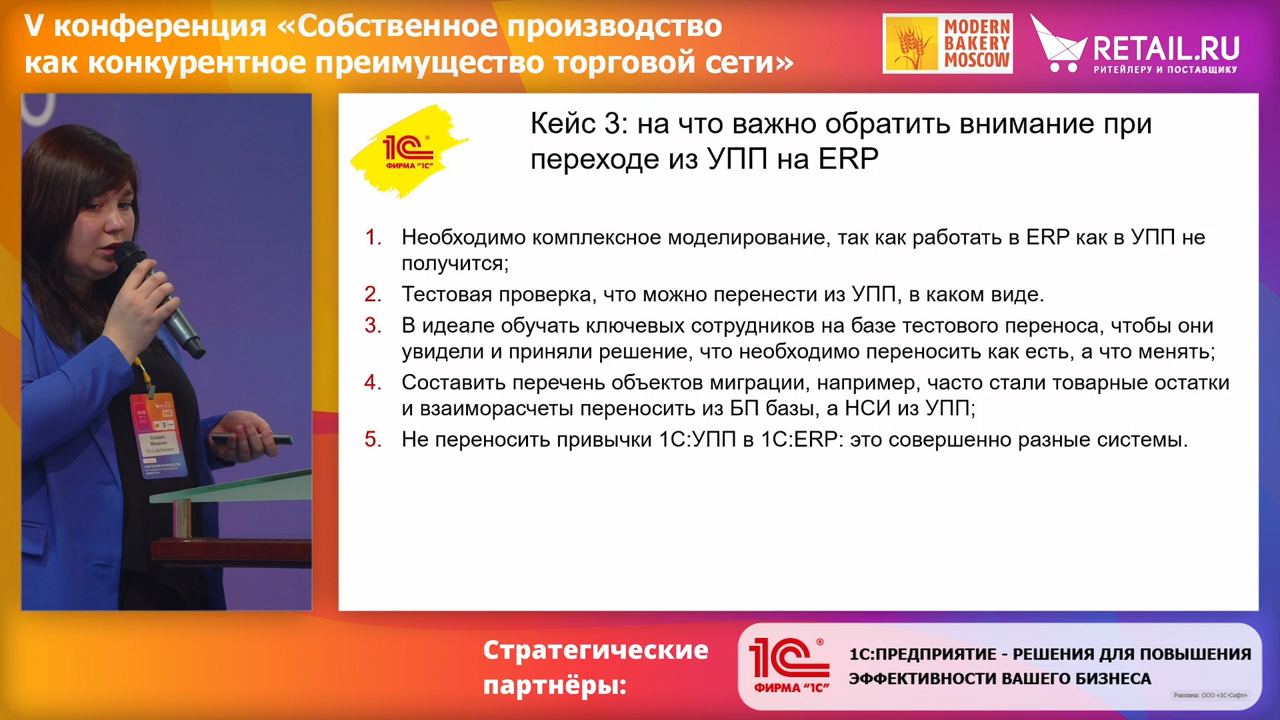 V конференция «Собственное производство
как конкурентное преимущество торговой сети»
MODERN
BAKERY
MOSCOW
RETAIL.RU
РИТЕЙЛЕРУ И ПОСТАВЩИКУ
1С®
ФИРМА "1С"
Кейс 3: на что важно обратить внимание при
переходе из УПП на ERP
1. Необходимо комплексное моделирование, так как работать в ERP как в УПП не
получится;
2. Тестовая проверка, что можно перенести из УПП, в каком виде.
3. В идеале обучать ключевых сотрудников на базе тестового переноса, чтобы они
увидели и приняли решение, что необходимо переносить как есть, а что менять;
4. Составить перечень объектов миграции, например, часто стали товарные остатки
и взаиморасчеты переносить из БП базы, а НСИ из УПП;
5. Не переносить привычки 1С:УПП в 1С:ERP: это совершенно разные системы.
Стратегические
партнёры:
1С®
ФИРМА "1С"
1С:ПРЕДПРИЯТИЕ - РЕШЕНИЯ ДЛЯ ПОВЫШЕНИЯ
ЭФФЕКТИВНОСТИ ВАШЕГО БИЗНЕСА
Реклама: ООО «1С-Софт»